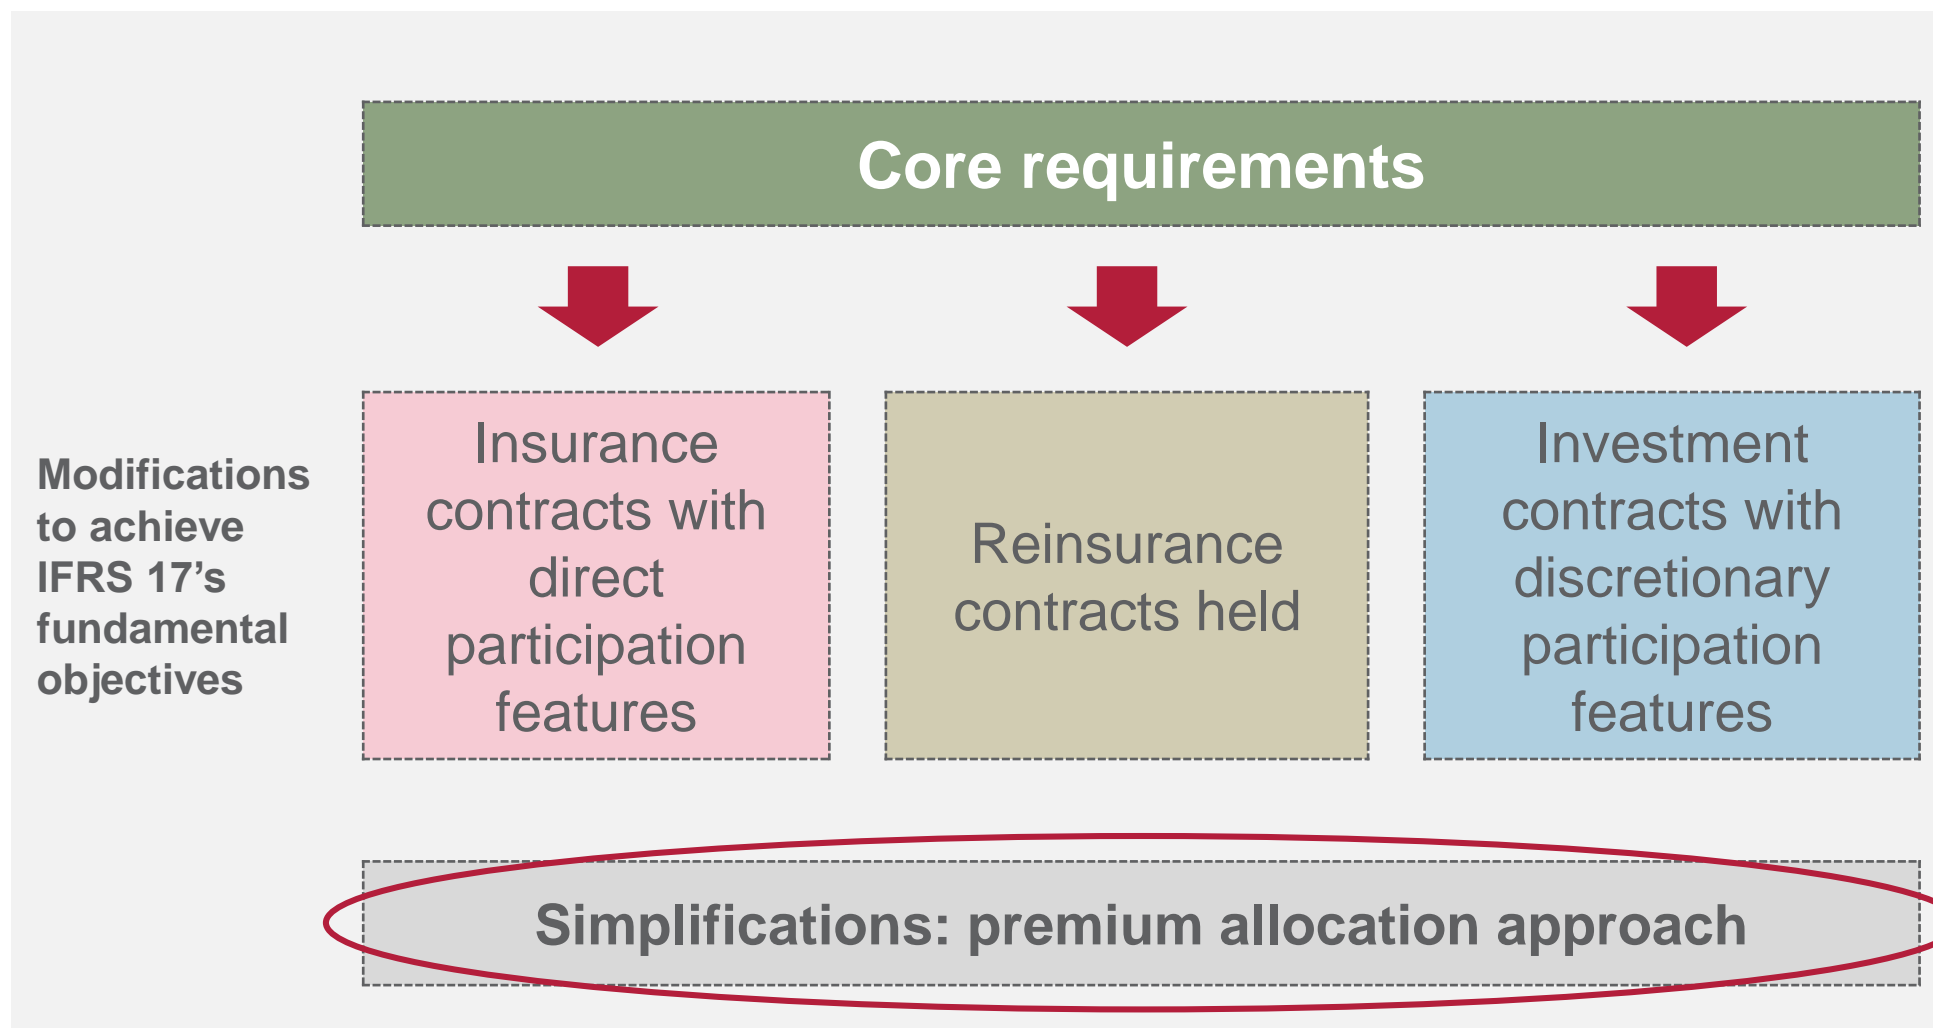 Core requirements
Modifications
to achieve
IFRS 17’s
fundamental
objectives
Insurance
contracts with
direct
participation
features
Reinsurance
contracts held
Investment
contracts with
discretionary
participation
features
Simplifications: premium allocation approach